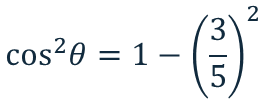 cos²θ = 1 − (3/5)²